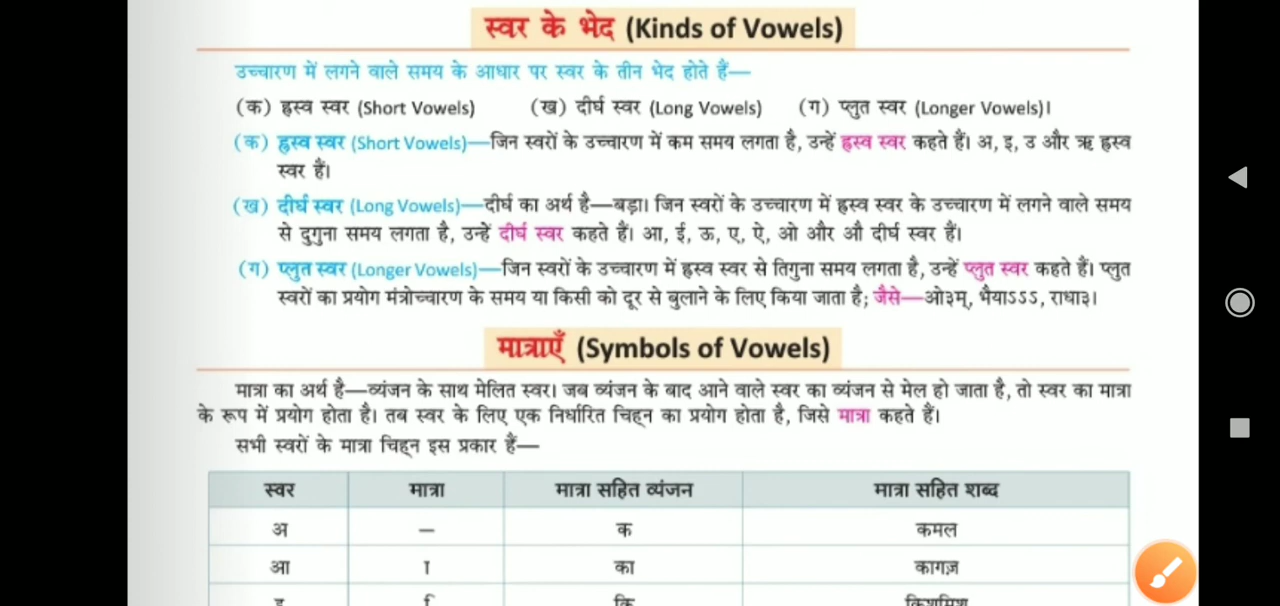 स्वर के भेद (Kinds of Vowels)
उच्चारण में लगने वाले समय के आधार पर स्वर के तीन भेद होते हैं—
(क) ह्रस्व स्वर (Short Vowels) (ख) दीर्घ स्वर (Long Vowels) (ग) प्लुत स्वर (Longer Vowels)।
(क) ह्रस्व स्वर (Short Vowels)—जिन स्वरों के उच्चारण में कम समय लगता है, उन्हें ह्रस्व स्वर कहते हैं। अ, इ, उ और ऋ ह्रस्व
स्वर हैं।
(ख) दीर्घ स्वर (Long Vowels)—दीर्घ का अर्थ है—बड़ा। जिन स्वरों के उच्चारण में ह्रस्व स्वर के उच्चारण में लगने वाले समय
से दुगुना समय लगता है, उन्हें दीर्घ स्वर कहते हैं। आ, ई, ऊ, ए, ऐ, ओ और औ दीर्घ स्वर हैं।
(ग) प्लुत स्वर (Longer Vowels)—जिन स्वरों के उच्चारण में ह्रस्व स्वर से तिगुना समय लगता है, उन्हें प्लुत स्वर कहते हैं। प्लुत
स्वरों का प्रयोग मंत्रोच्चारण के समय या किसी को दूर से बुलाने के लिए किया जाता है; जैसे—ओ३म्, भैयाऽऽऽ, राधा३।
मात्राएँ (Symbols of Vowels)
मात्रा का अर्थ है—व्यंजन के साथ मेलित स्वर। जब व्यंजन के बाद आने वाले स्वर का व्यंजन से मेल हो जाता है, तो स्वर का मात्रा
के रूप में प्रयोग होता है। तब स्वर के लिए एक निर्धारित चिह्न का प्रयोग होता है, जिसे मात्रा कहते हैं।
सभी स्वरों के मात्रा चिह्न इस प्रकार हैं—
स्वर मात्रा मात्रा सहित व्यंजन मात्रा सहित शब्द
अ — क कमल
आ ा का कागज़
इ ि कि किशमिश